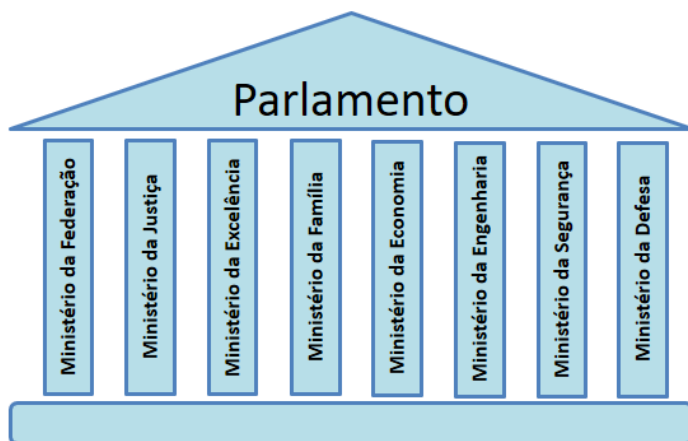 Parlamento
Ministério da Federação
Ministério da Justiça
Ministério da Excelência
Ministério da Família
Ministério da Economia
Ministério da Engenharia
Ministério da Segurança
Ministério da Defesa